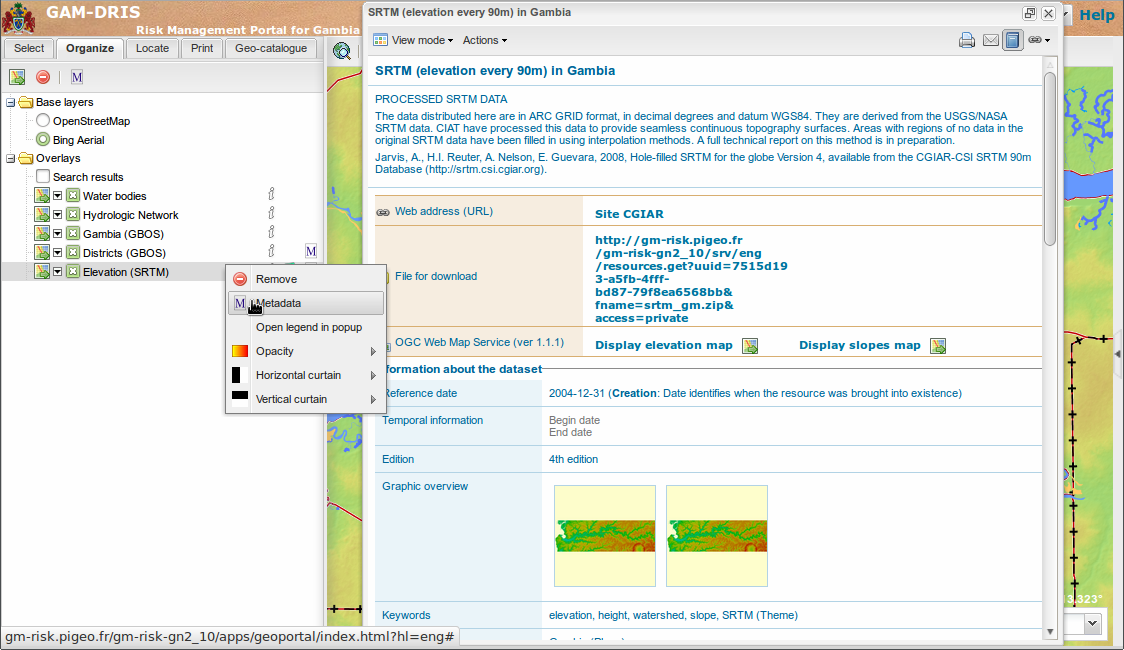 GAM-DRIS
Risk Management Portal for Gambia
Help
Select
Organize
Locate
Print
Geo-catalogue
M
Base layers
OpenStreetMap
Bing Aerial
Overlays
Search results
Water bodies
Hydrologic Network
Gambia (GBOS)
Districts (GBOS)
M
Elevation (SRTM)
Remove
M Metadata
Open legend in popup
Opacity
Horizontal curtain
Vertical curtain
SRTM (elevation every 90m) in Gambia
View mode
Actions
SRTM (elevation every 90m) in Gambia
PROCESSED SRTM DATA
The data distributed here are in ARC GRID format, in decimal degrees and datum WGS84. They are derived from the USGS/NASA
SRTM data. CIAT have processed this data to provide seamless continuous topography surfaces. Areas with regions of no data in the
original SRTM data have been filled in using interpolation methods. A full technical report on this method is in preparation.
Jarvis, A., H.I. Reuter, A. Nelson, E. Guevara, 2008, Hole-filled SRTM for the globe Version 4, available from the CGIAR-CSI SRTM 90m
Database (http://srtm.csi.cgiar.org).
Web address (URL)
Site CGIAR
File for download
http://gm-risk.pigeo.fr
/gm-risk-gn2_10/srv/eng
/resources.get?uuid=7515d19
3-a5fb-4fff-
bd87-79f8ea6568bb&
fname=srtm_gm.zip&
access=private
OGC Web Map Service (ver 1.1.1)
Display elevation map
Display slopes map
formation about the dataset
Reference date
2004-12-31 (Creation: Date identifies when the resource was brought into existence)
Temporal information
Begin date
End date
Edition
4th edition
Graphic overview
Keywords
elevation, height, watershed, slope, SRTM (Theme)
3.323°
gm-risk.pigeo.fr/gm-risk-gn2_10/apps/geoportal/index.html?hl=eng#